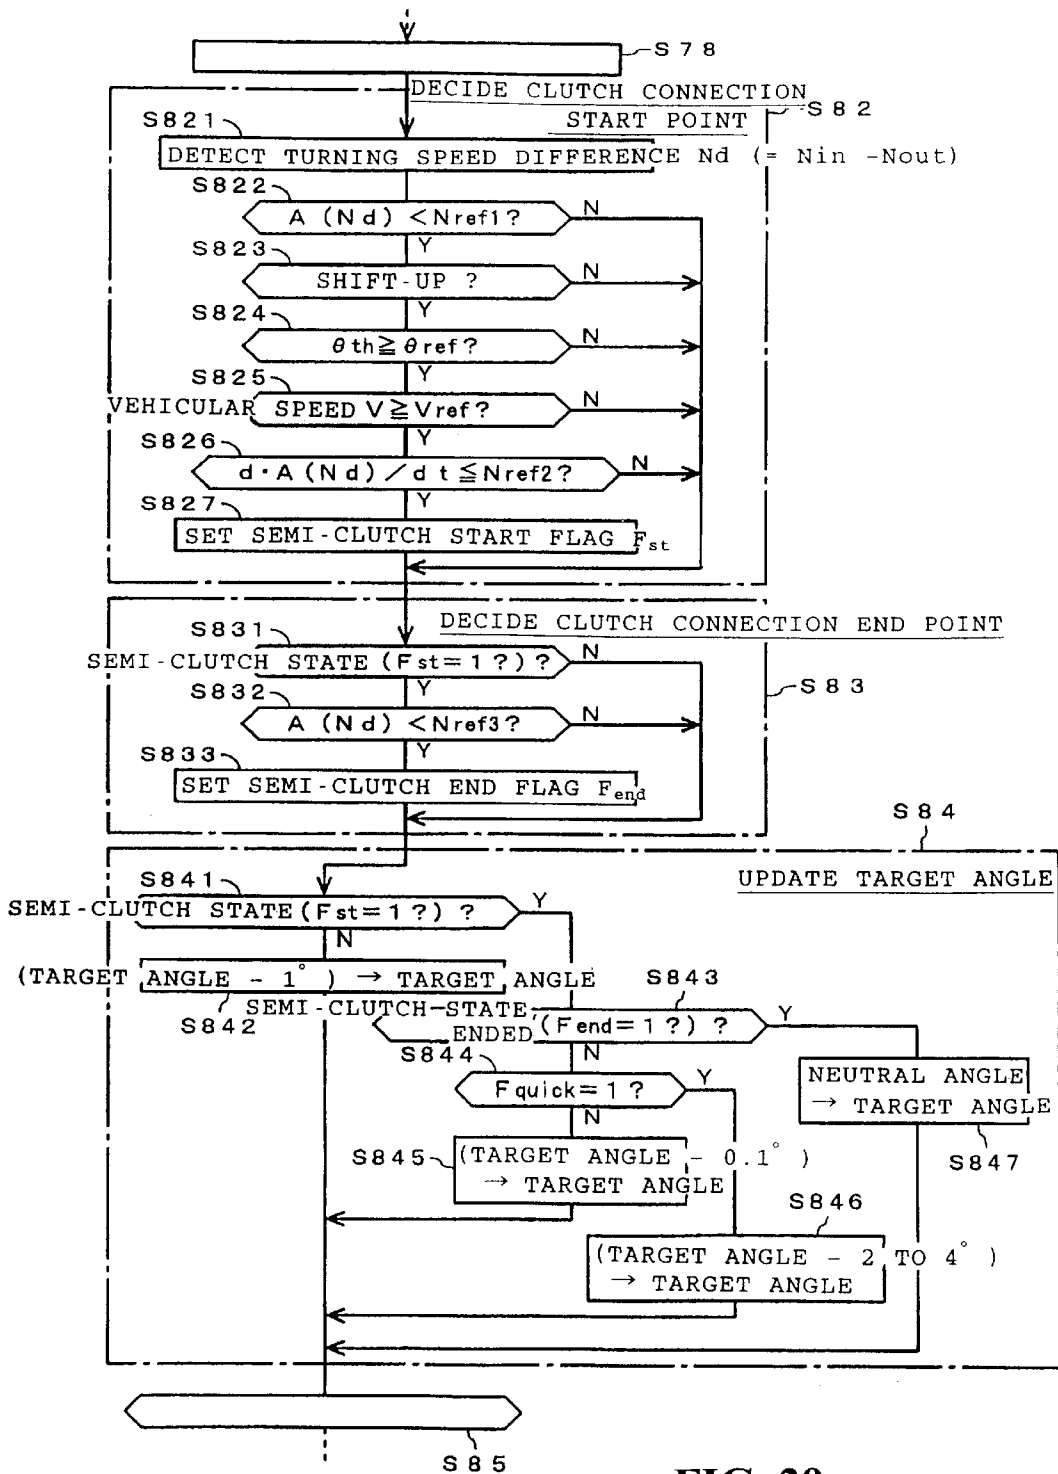 S78
DECIDE CLUTCH CONNECTION
START POINT
S82
S821
DETECT TURNING SPEED DIFFERENCE Nd (= Nin -Nout)
S822
A (Nd) <Nref1?
N
Y
S823
SHIFT-UP ?
N
Y
S824
θth≧θref?
N
Y
S825
VEHICULAR SPEED V≧Vref?
N
Y
S826
d·A (Nd) /dt≦Nref2?
N
Y
S827
SET SEMI-CLUTCH START FLAG Fst
DECIDE CLUTCH CONNECTION END POINT
S831
SEMI-CLUTCH STATE (Fst=1?) ?
N
Y
S83
S832
A (Nd) <Nref3?
N
Y
S833
SET SEMI-CLUTCH END FLAG Fend
S84
UPDATE TARGET ANGLE
S841
SEMI-CLUTCH STATE (Fst=1?) ?
Y
N
(TARGET ANGLE - 1° ) → TARGET ANGLE
S842
S843
SEMI-CLUTCH-STATE
ENDED (Fend=1?) ?
Y
N
S844
Fquick=1?
Y
N
NEUTRAL ANGLE
→ TARGET ANGLE
S847
S845
(TARGET ANGLE - 0.1° )
→ TARGET ANGLE
S846
(TARGET ANGLE - 2 TO 4° )
→ TARGET ANGLE
S85